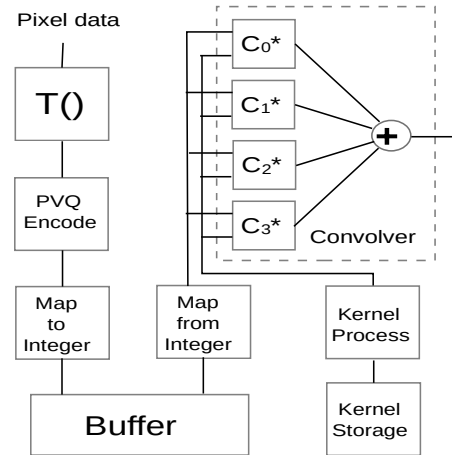 Pixel data
T()
PVQ
Encode
Map
to
Integer
Buffer
Map
from
Integer
C₀*
C₁*
C₂*
C₃*
+
Convolver
Kernel
Process
Kernel
Storage